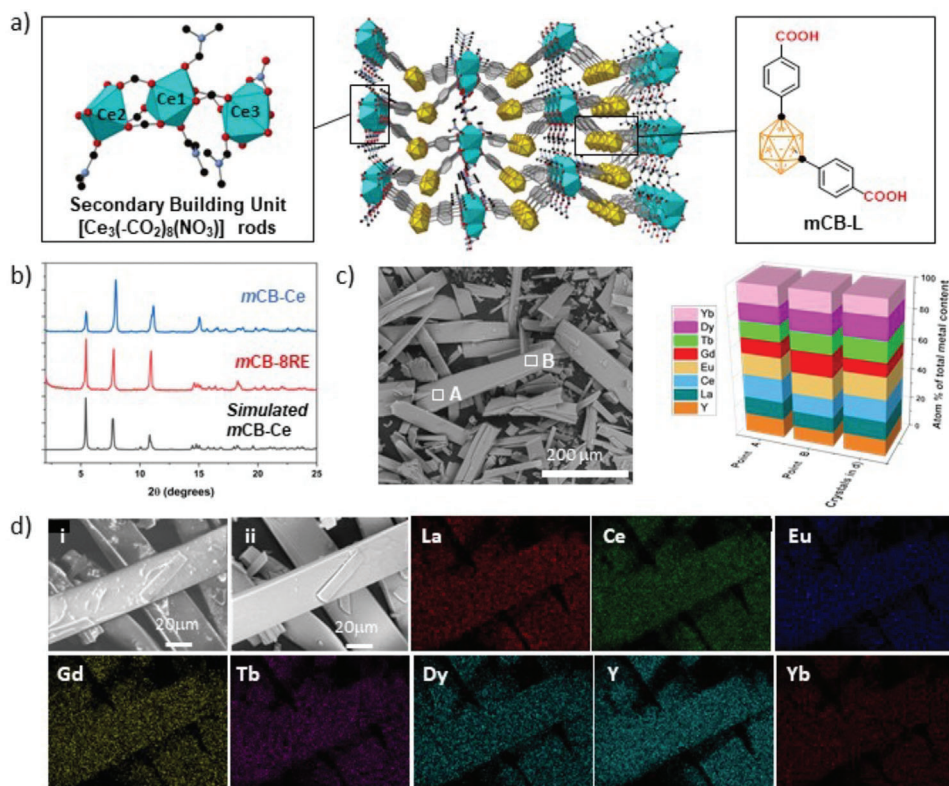 a)
Ce2
Ce1
Ce3
Secondary Building Unit
[Ce3(-CO2)8(NO3)] rods
COOH
COOH
mCB-L
b)
mCB-Ce
mCB-8RE
Simulated
mCB-Ce
5
10
15
20
25
2θ (degrees)
c)
A
B
200 μm
Yb
Dy
Tb
Gd
Eu
Ce
La
Y
100
80
60
40
20
0
Atom % of total metal content
Point A
Point B
Crystals in d)
d)
i
20μm
ii
20μm
La
Ce
Eu
Gd
Tb
Dy
Y
Yb